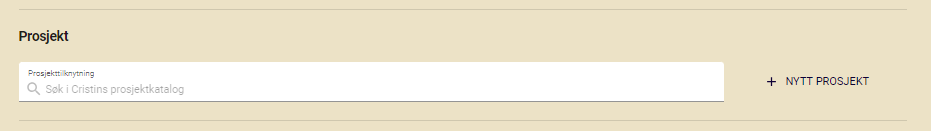 Prosjekt
Prosjekttilknytning
Søk i Cristins prosjektkatalog
+ NYTT PROSJEKT